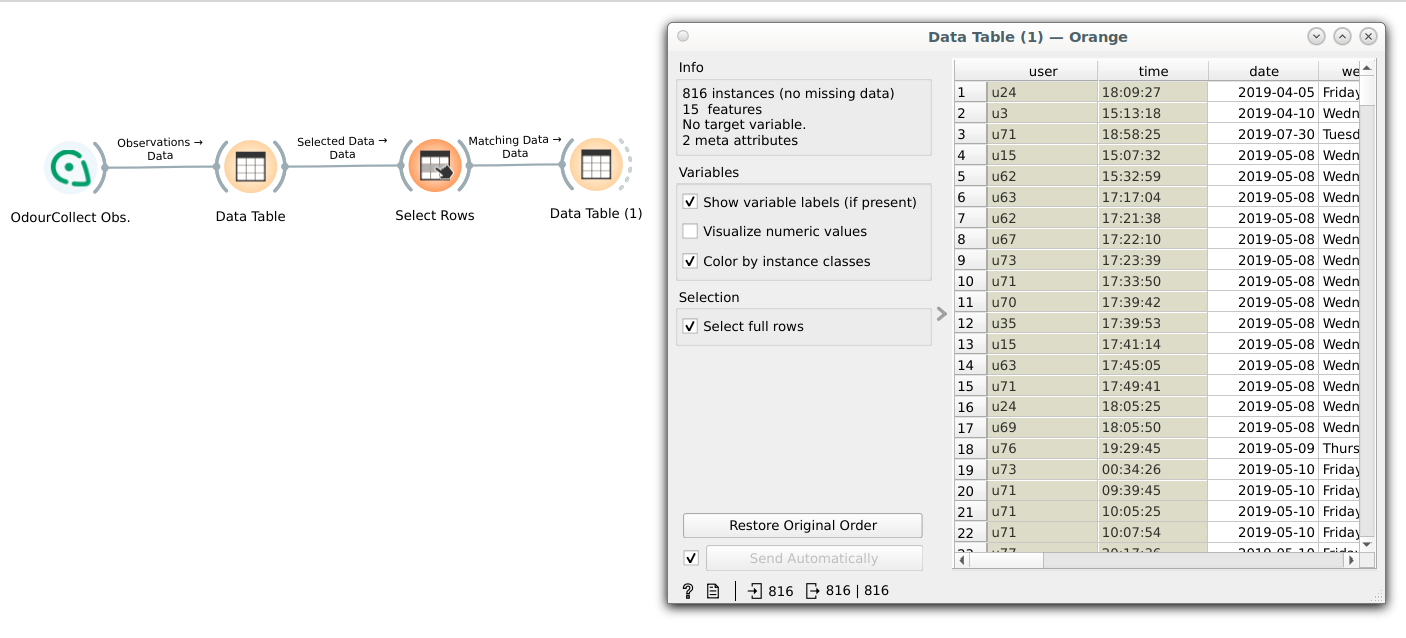 Observations →
Data
Selected Data →
Data
Matching Data →
Data
OdourCollect Obs.
Data Table
Select Rows
Data Table (1)
Data Table (1) — Orange
Info
816 instances (no missing data)
15 features
No target variable.
2 meta attributes
Variables
Show variable labels (if present)
Visualize numeric values
Color by instance classes
Selection
Select full rows
Restore Original Order
Send Automatically
? 816 816 | 816
user time date we
1 u24 18:09:27 2019-04-05 Friday
2 u3 15:13:18 2019-04-10 Wedn
3 u71 18:58:25 2019-07-30 Tuesd
4 u15 15:07:32 2019-05-08 Wedn
5 u62 15:32:59 2019-05-08 Wedn
6 u63 17:17:04 2019-05-08 Wedn
7 u62 17:21:38 2019-05-08 Wedn
8 u67 17:22:10 2019-05-08 Wedn
9 u73 17:23:39 2019-05-08 Wedn
10 u71 17:33:50 2019-05-08 Wedn
11 u70 17:39:42 2019-05-08 Wedn
12 u35 17:39:53 2019-05-08 Wedn
13 u15 17:41:14 2019-05-08 Wedn
14 u63 17:45:05 2019-05-08 Wedn
15 u71 17:49:41 2019-05-08 Wedn
16 u24 18:05:25 2019-05-08 Wedn
17 u69 18:05:50 2019-05-08 Wedn
18 u76 19:29:45 2019-05-09 Thurs
19 u73 00:34:26 2019-05-10 Friday
20 u71 09:39:45 2019-05-10 Friday
21 u71 10:05:25 2019-05-10 Friday
22 u71 10:07:54 2019-05-10 Friday